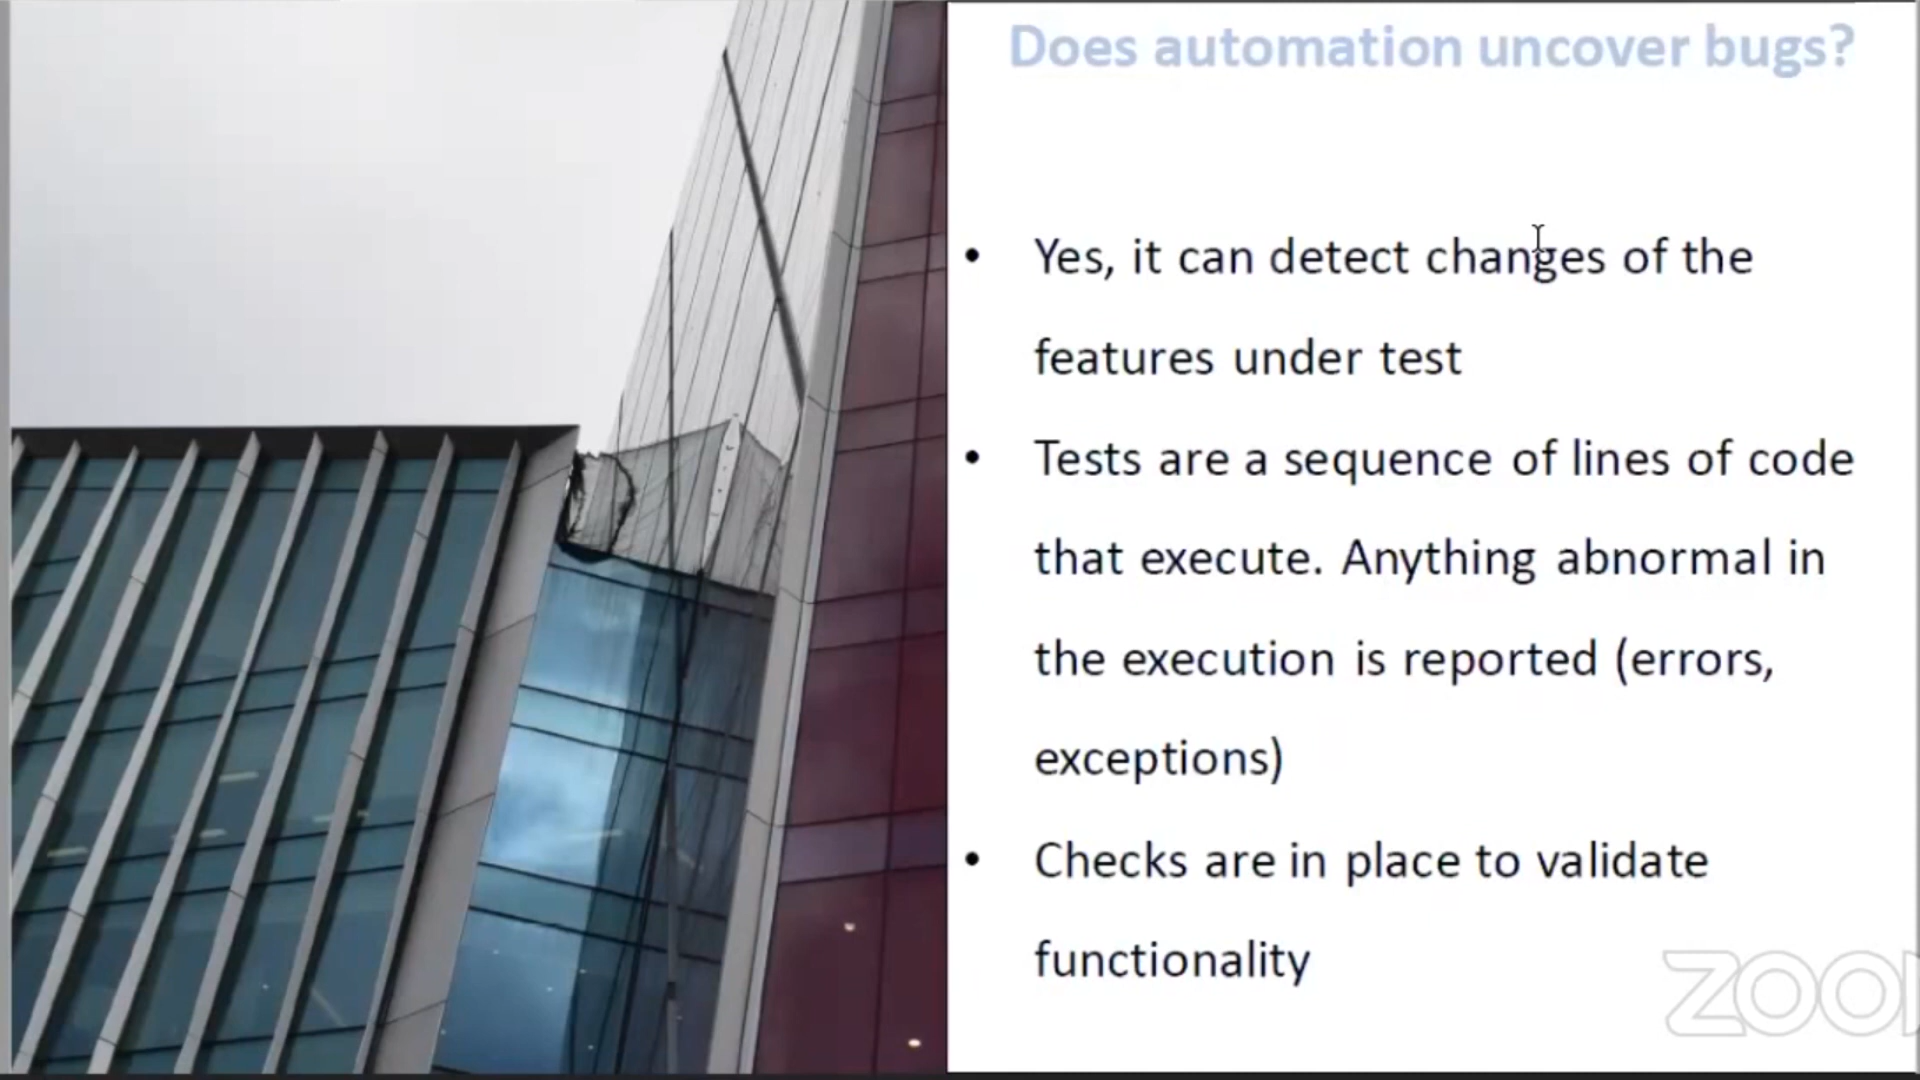 Does automation uncover bugs?
• Yes, it can detect changes of the
features under test
• Tests are a sequence of lines of code
that execute. Anything abnormal in
the execution is reported (errors,
exceptions)
• Checks are in place to validate
functionality